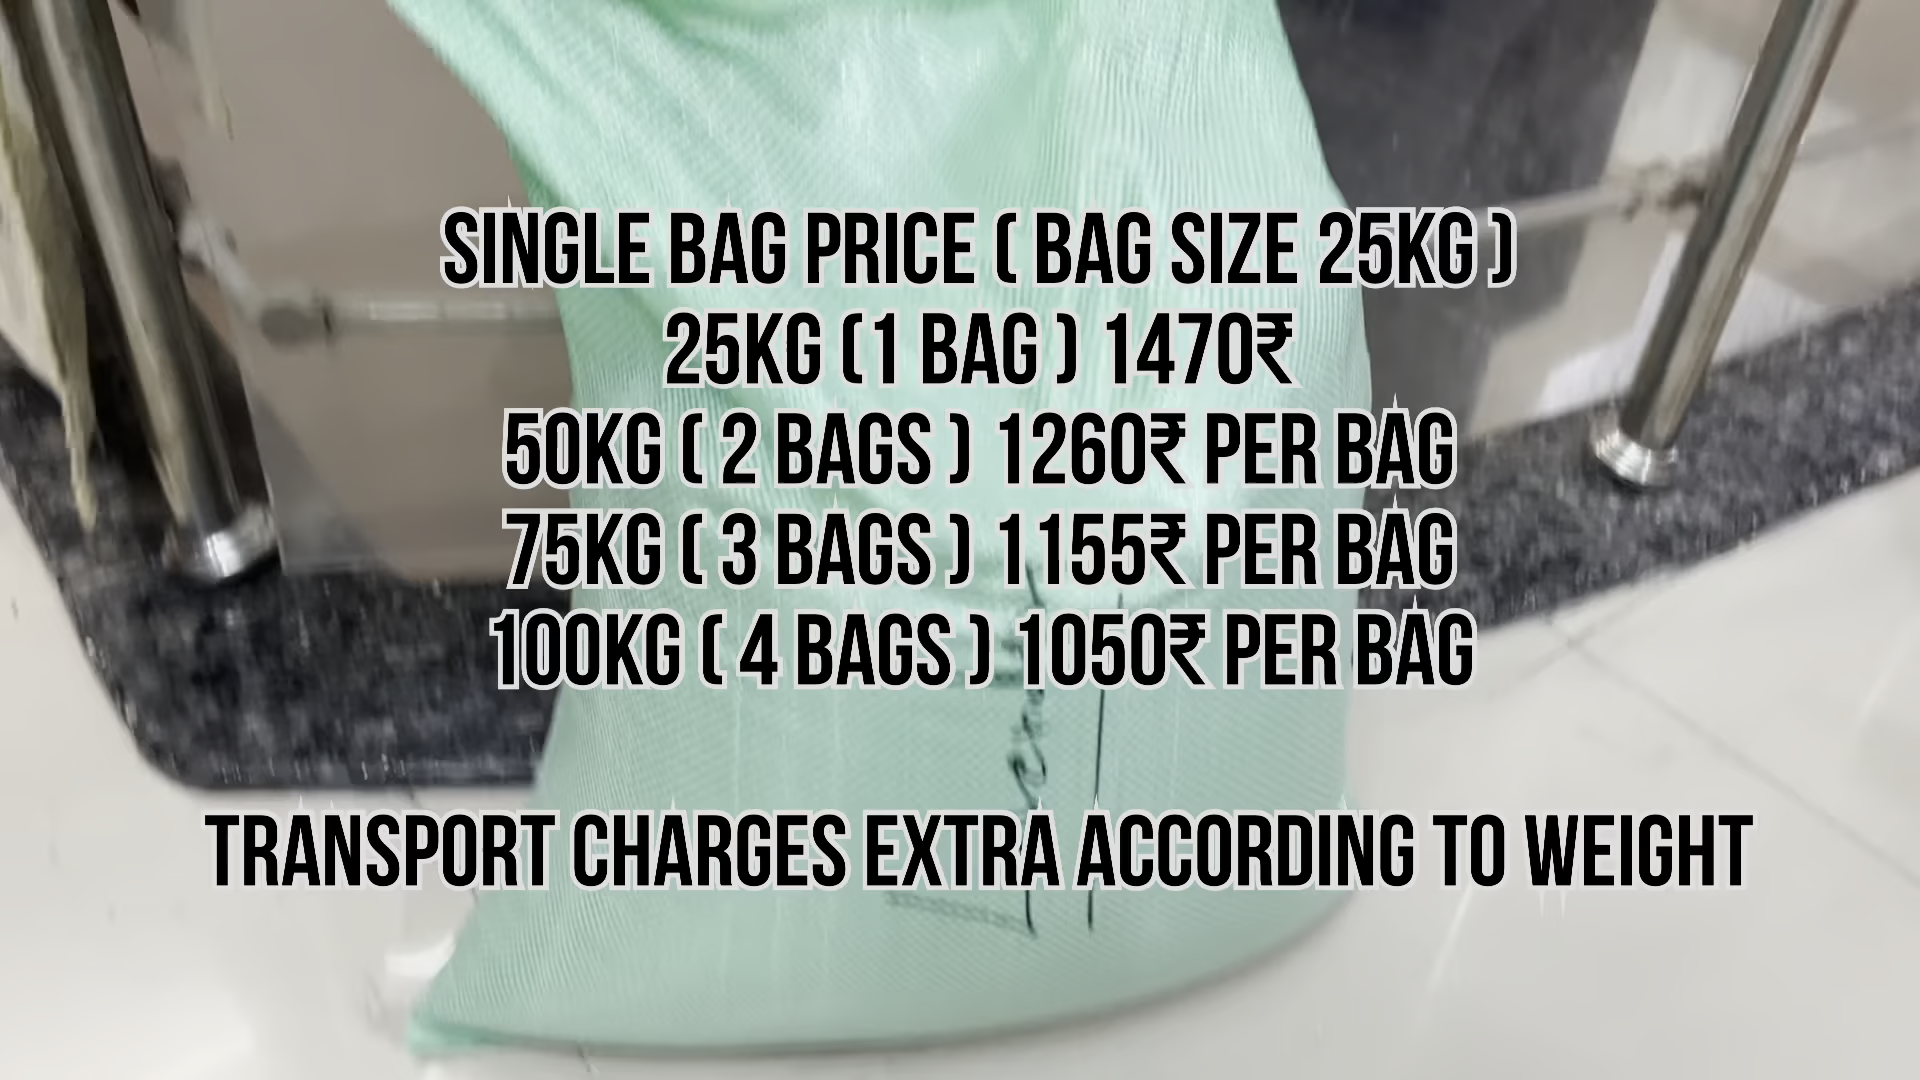 SINGLE BAG PRICE ( BAG SIZE 25KG )
25KG ( 1 BAG ) 1470₹
50KG ( 2 BAGS ) 1260₹ PER BAG
75KG ( 3 BAGS ) 1155₹ PER BAG
100KG ( 4 BAGS ) 1050₹ PER BAG
TRANSPORT CHARGES EXTRA ACCORDING TO WEIGHT